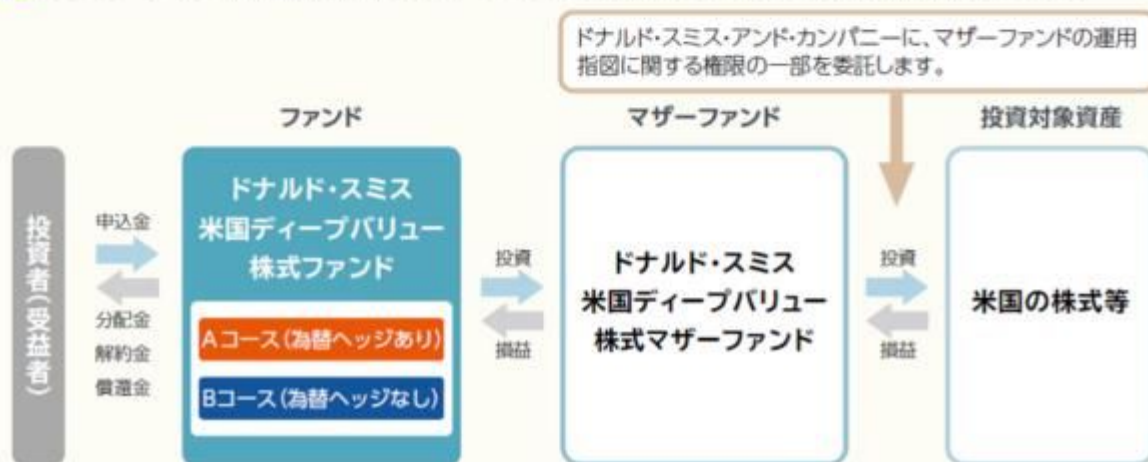 ドナルド・スミス・アンド・カンパニーに、マザーファンドの運用
指図に関する権限の一部を委託します。
ファンド
マザーファンド
投資対象資産
投資者(受益者)
申込金
分配金
解約金
償還金
ドナルド・スミス
米国ディープバリュー
株式ファンド
Aコース(為替ヘッジあり)
Bコース(為替ヘッジなし)
投資
損益
ドナルド・スミス
米国ディープバリュー
株式マザーファンド
投資
損益
米国の株式等